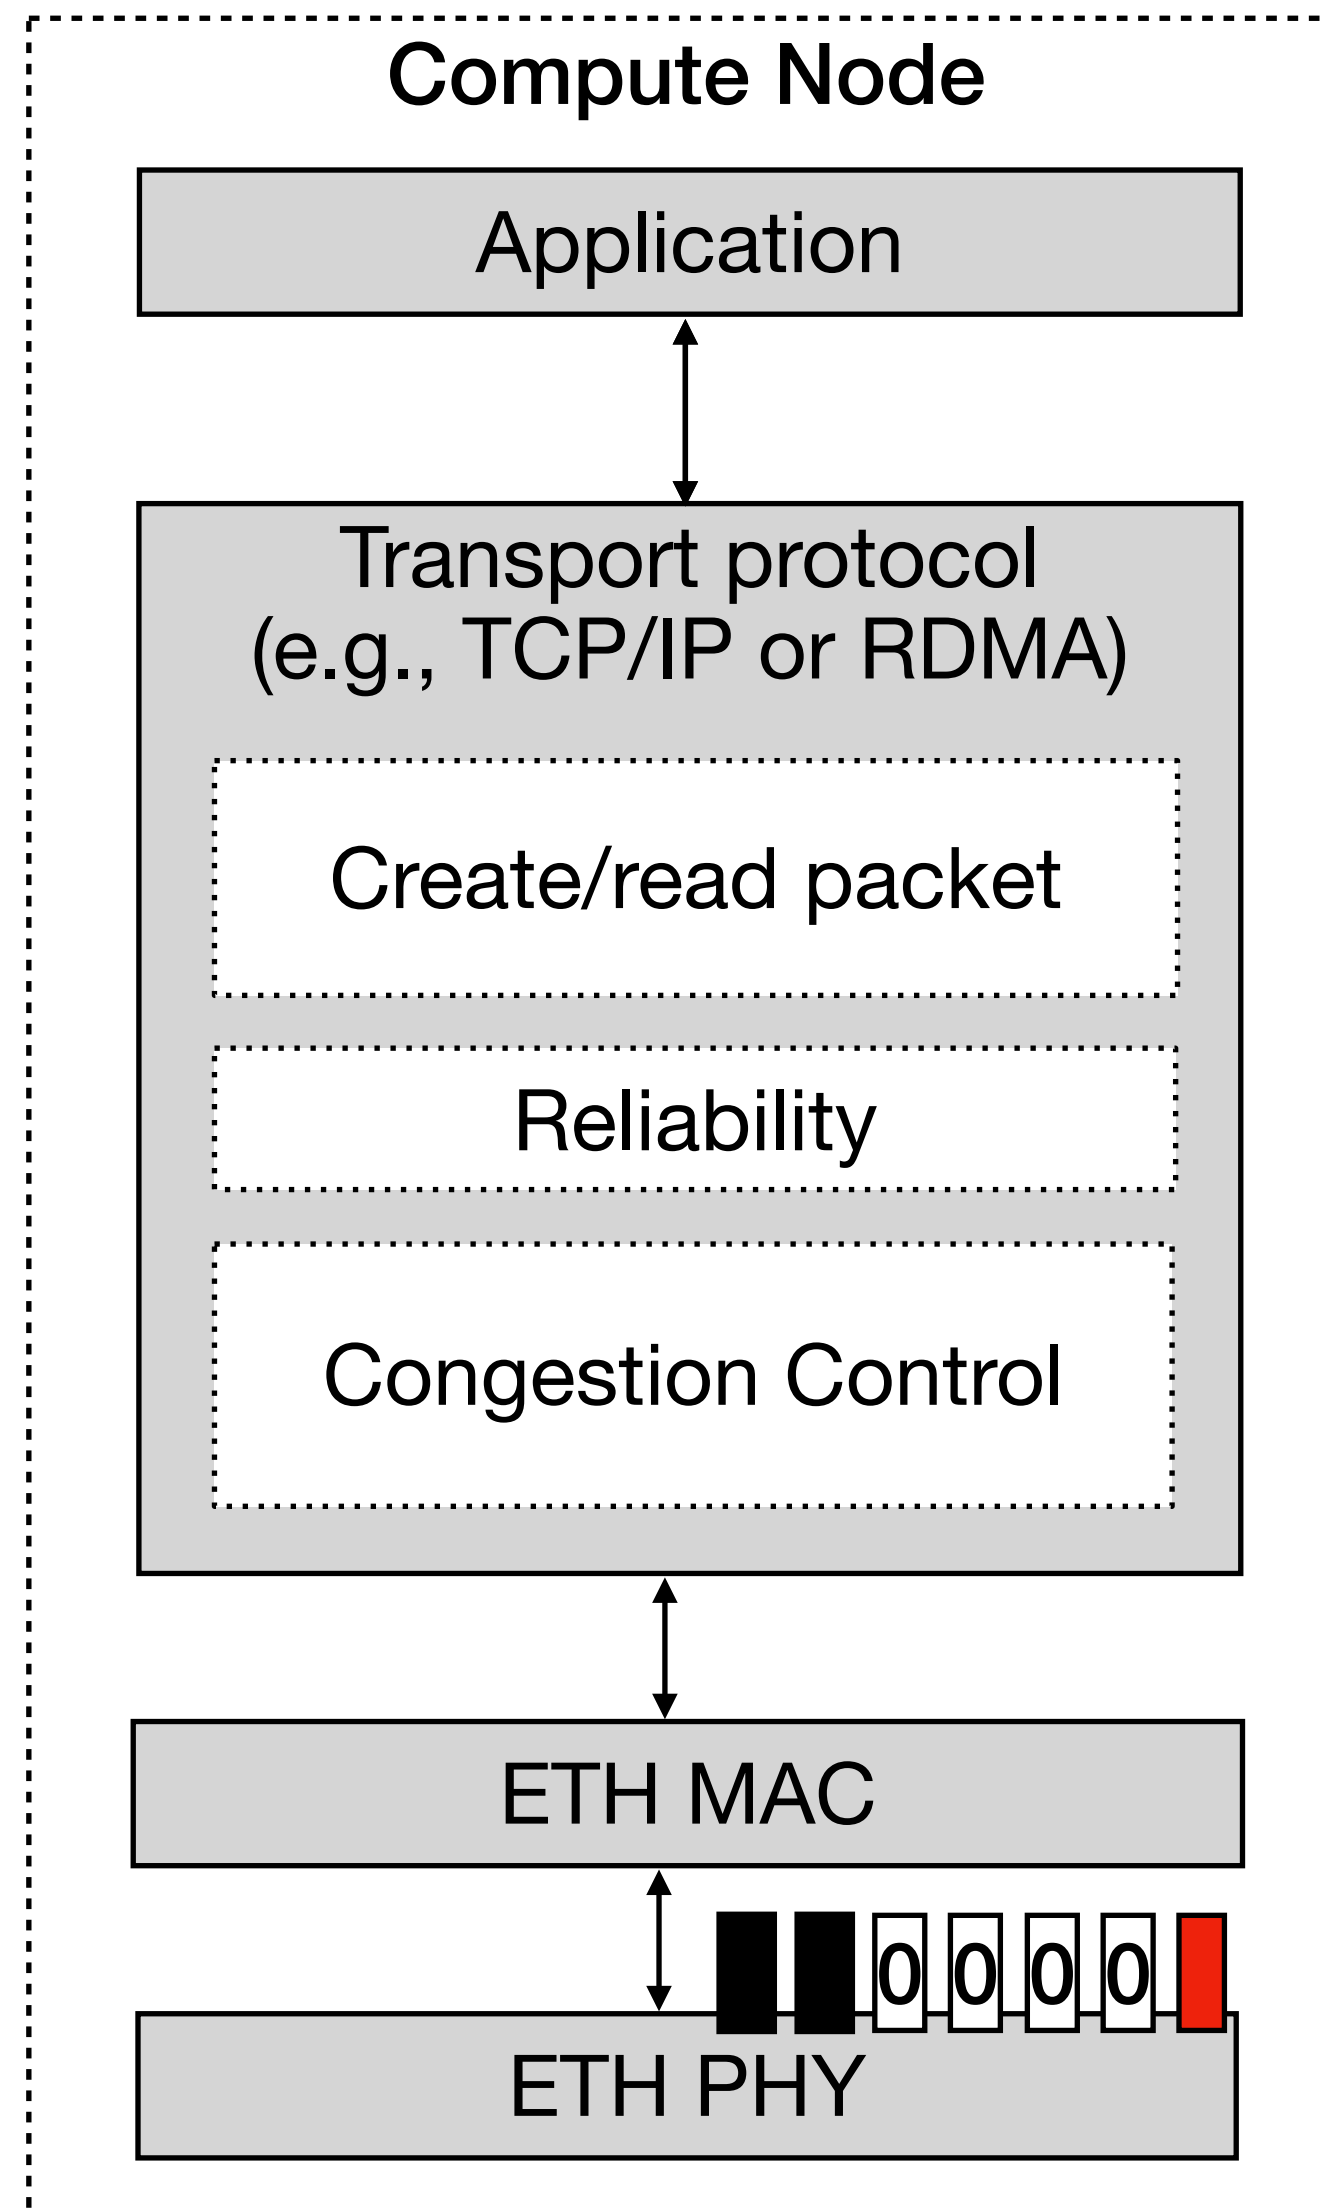 Compute Node
Application
Transport protocol
(e.g., TCP/IP or RDMA)
Create/read packet
Reliability
Congestion Control
ETH MAC
0 0 0 0
ETH PHY